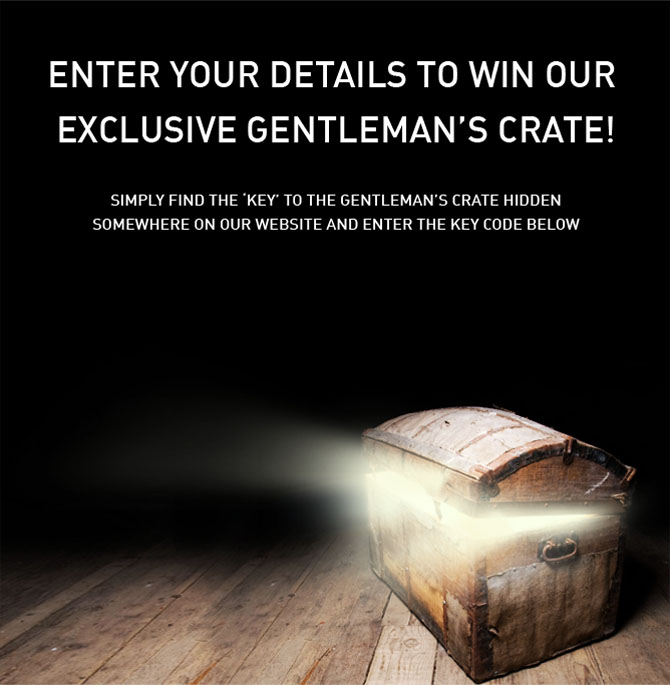 ENTER YOUR DETAILS TO WIN OUR
EXCLUSIVE GENTLEMAN'S CRATE!
SIMPLY FIND THE ‘KEY’ TO THE GENTLEMAN'S CRATE HIDDEN
SOMEWHERE ON OUR WEBSITE AND ENTER THE KEY CODE BELOW